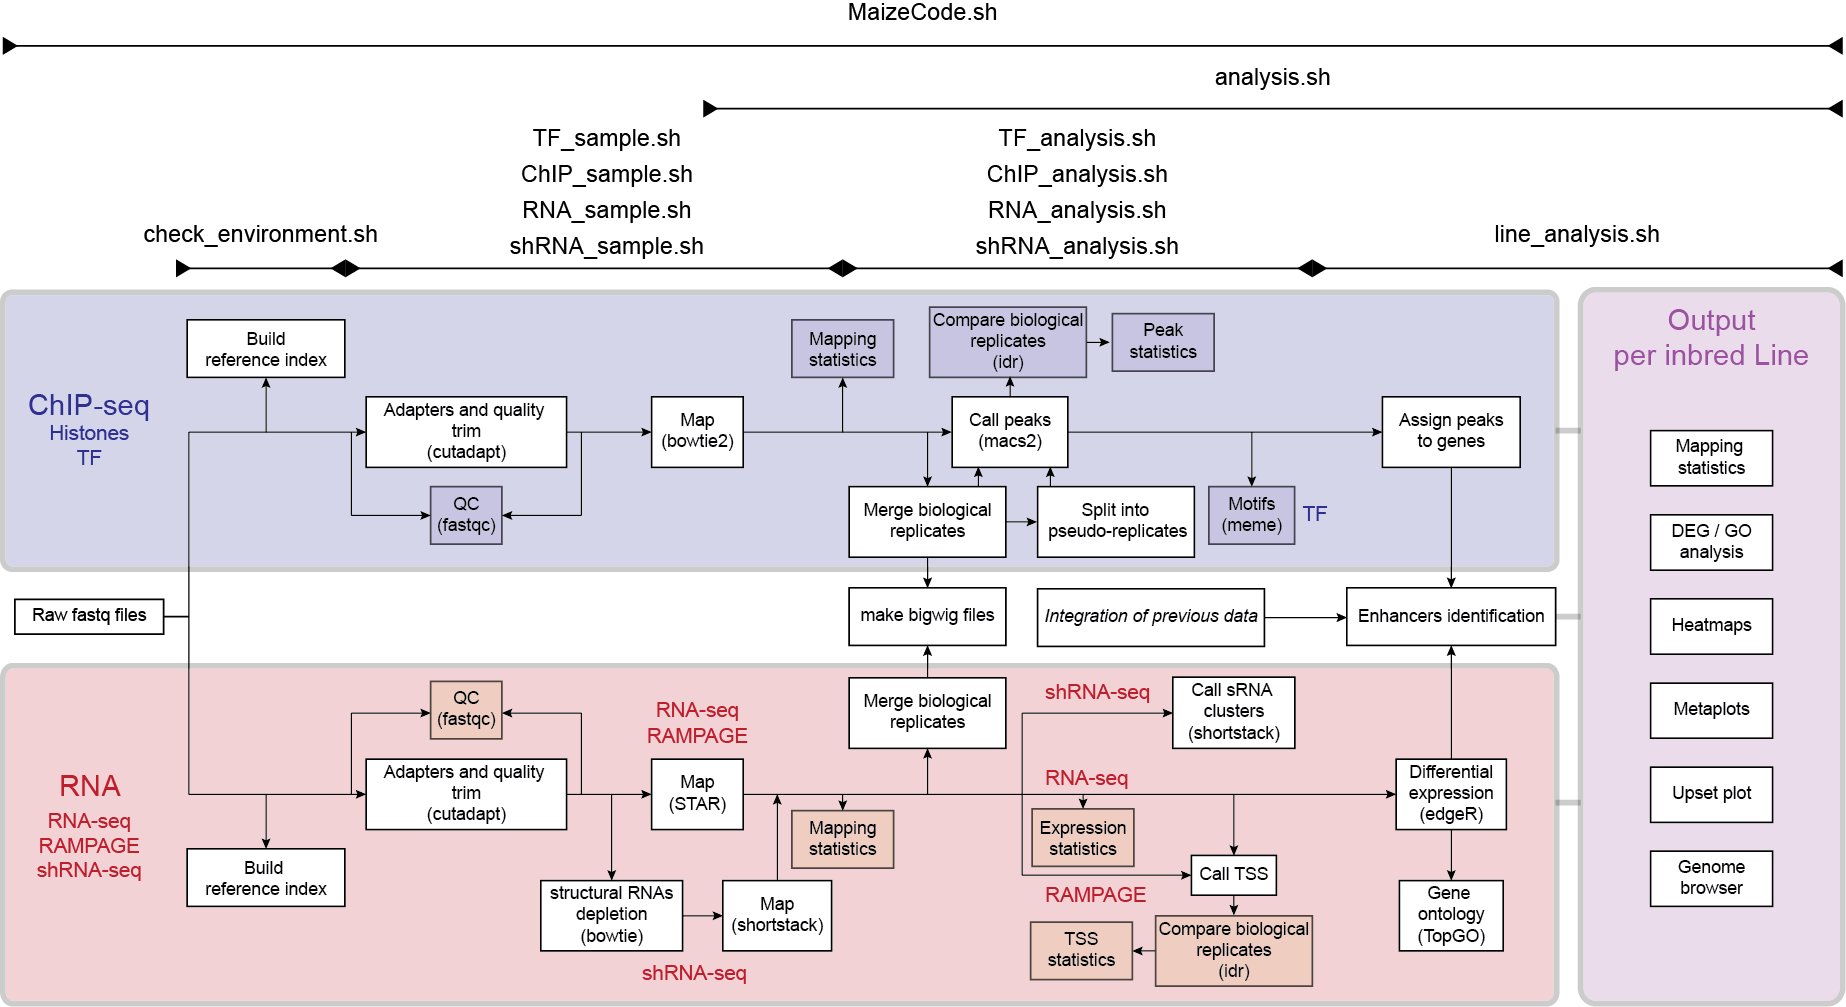 MaizeCode.sh
analysis.sh
TF_sample.sh
ChIP_sample.sh
RNA_sample.sh
shRNA_sample.sh
TF_analysis.sh
ChIP_analysis.sh
RNA_analysis.sh
shRNA_analysis.sh
check_environment.sh
line_analysis.sh
ChIP-seq
Histones
TF
Build
reference index
Adapters and quality
trim
(cutadapt)
QC
(fastqc)
Map
(bowtie2)
Mapping
statistics
Compare biological
replicates
(idr)
Peak
statistics
Call peaks
(macs2)
Merge biological
replicates
Split into
pseudo-replicates
Motifs
(meme)
TF
Assign peaks
to genes
Raw fastq files
make bigwig files
Integration of previous data
Enhancers identification
RNA
RNA-seq
RAMPAGE
shRNA-seq
QC
(fastqc)
Adapters and quality
trim
(cutadapt)
Build
reference index
RNA-seq
RAMPAGE
Map
(STAR)
structural RNAs
depletion
(bowtie)
Map
(shortstack)
shRNA-seq
Merge biological
replicates
Mapping
statistics
shRNA-seq
Call sRNA
clusters
(shortstack)
RNA-seq
Expression
statistics
Call TSS
RAMPAGE
TSS
statistics
Compare biological
replicates
(idr)
Differential
expression
(edgeR)
Gene
ontology
(TopGO)
Output
per inbred Line
Mapping
statistics
DEG / GO
analysis
Heatmaps
Metaplots
Upset plot
Genome
browser